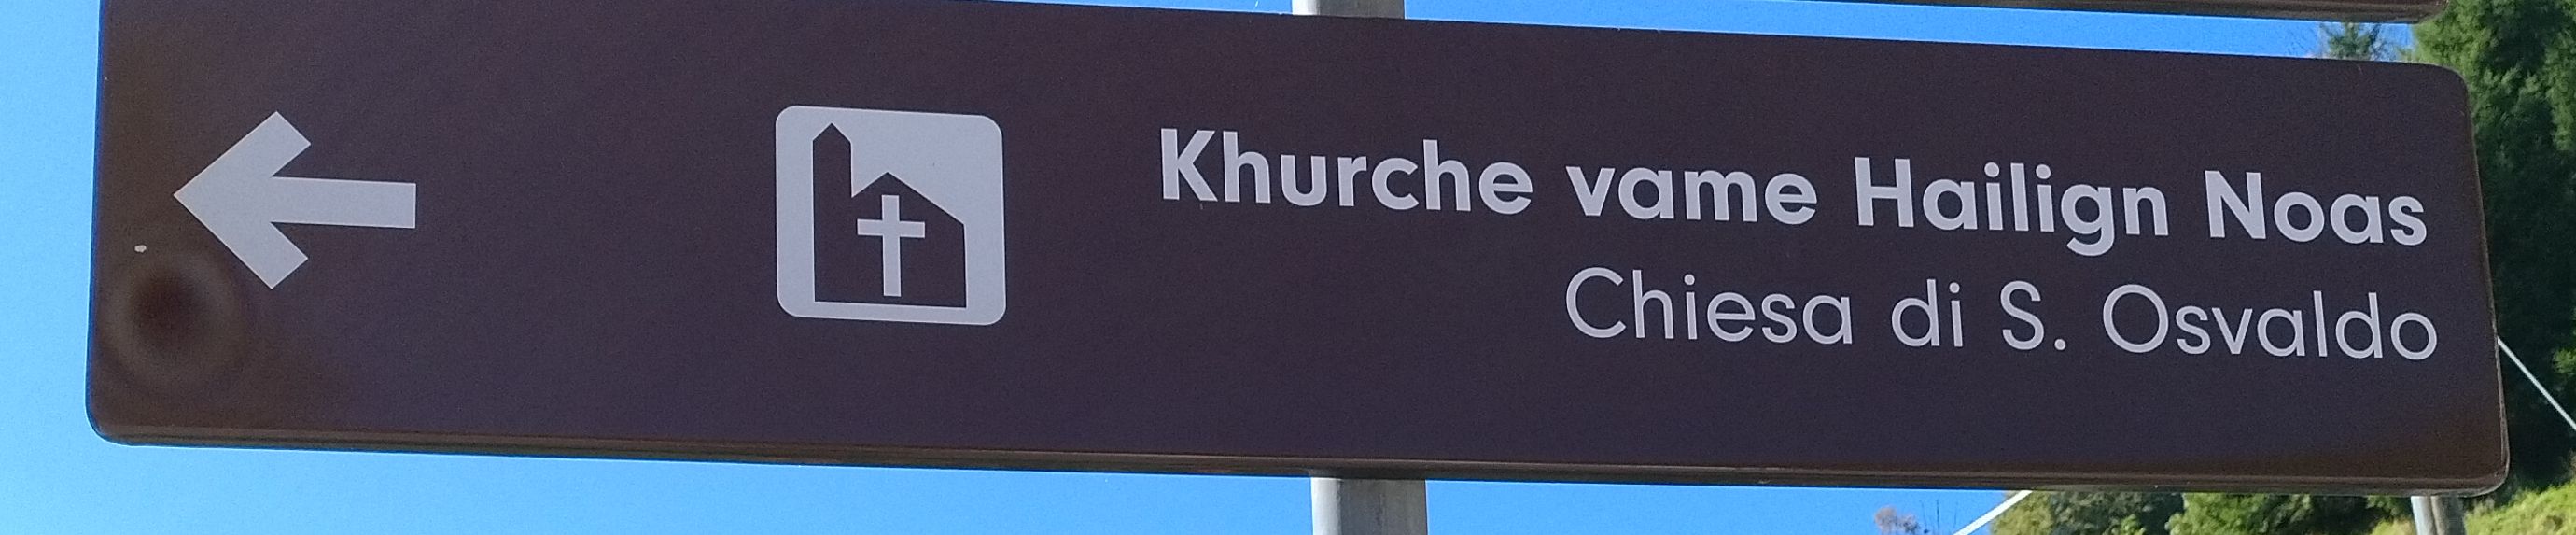 Khurche vame Hailign Noas
Chiesa di S. Osvaldo